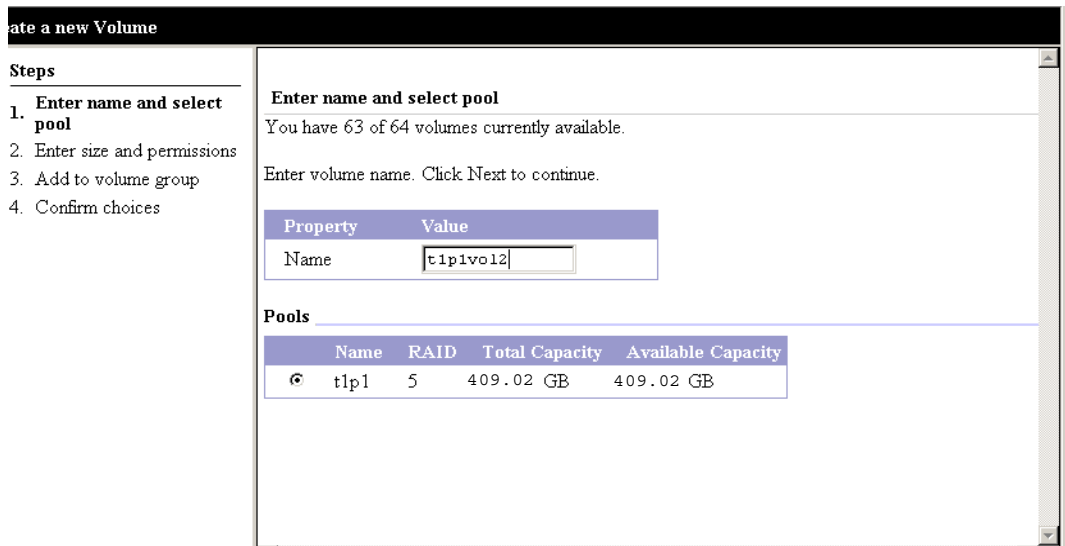 ate a new Volume
Steps
1. Enter name and select pool
2. Enter size and permissions
3. Add to volume group
4. Confirm choices
Enter name and select pool
You have 63 of 64 volumes currently available.
Enter volume name. Click Next to continue.
Property Value
Name t1p1vol2
Pools
Name RAID Total Capacity Available Capacity
t1p1 5 409.02 GB 409.02 GB